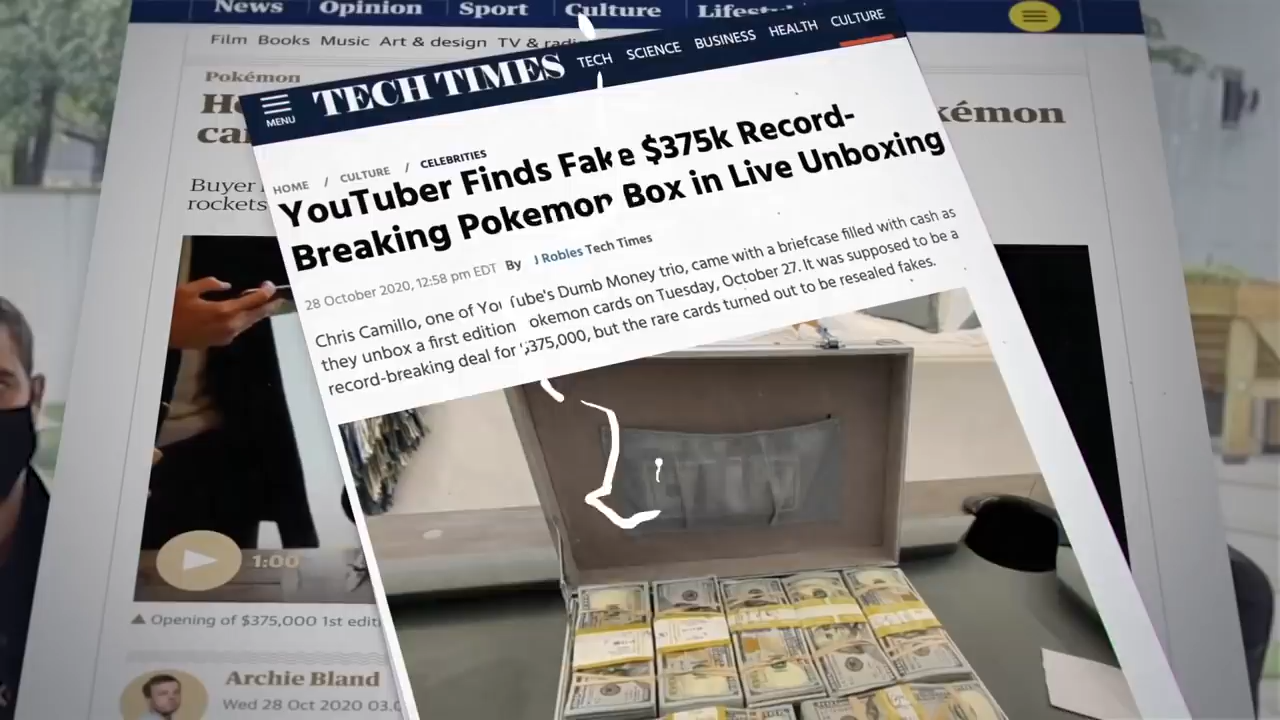 News Opinion Sport Culture Lifest
Film Books Music Art & design TV & radi
Pokémon
Ho
car
kémon
Buyer
rockets
1:00
Opening of $375,000 1st editi
Archie Bland
Wed 28 Oct 2020 03.0
MENU
TECH TIMES
TECH SCIENCE BUSINESS HEALTH CULTURE
HOME / CULTURE / CELEBRITIES
YouTuber Finds Fake $375k Record-
Breaking Pokemon Box in Live Unboxing
28 October 2020, 12:58 pm EDT By J Robles Tech Times
Chris Camillo, one of YouTube's Dumb Money trio, came with a briefcase filled with cash as
they unbox a first edition okemon cards on Tuesday, October 27. It was supposed to be a
record-breaking deal for $375,000, but the rare cards turned out to be resealed fakes.